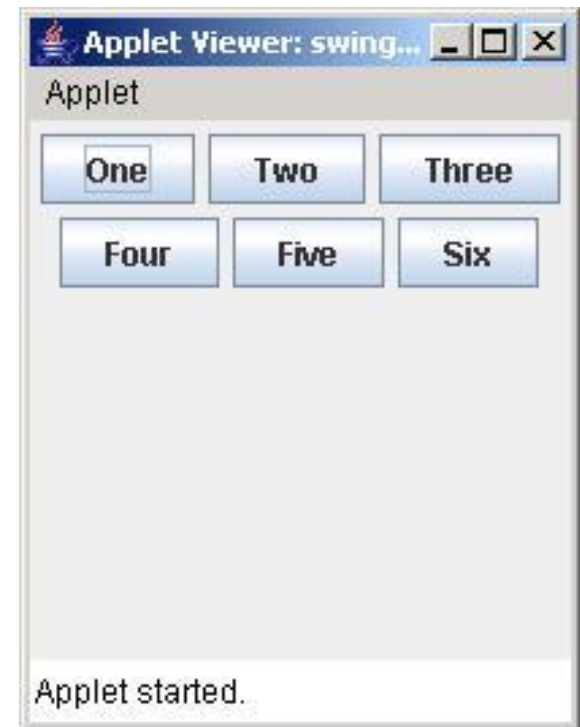 Applet Viewer: swing...
Applet
One Two Three
Four Five Six
Applet started.